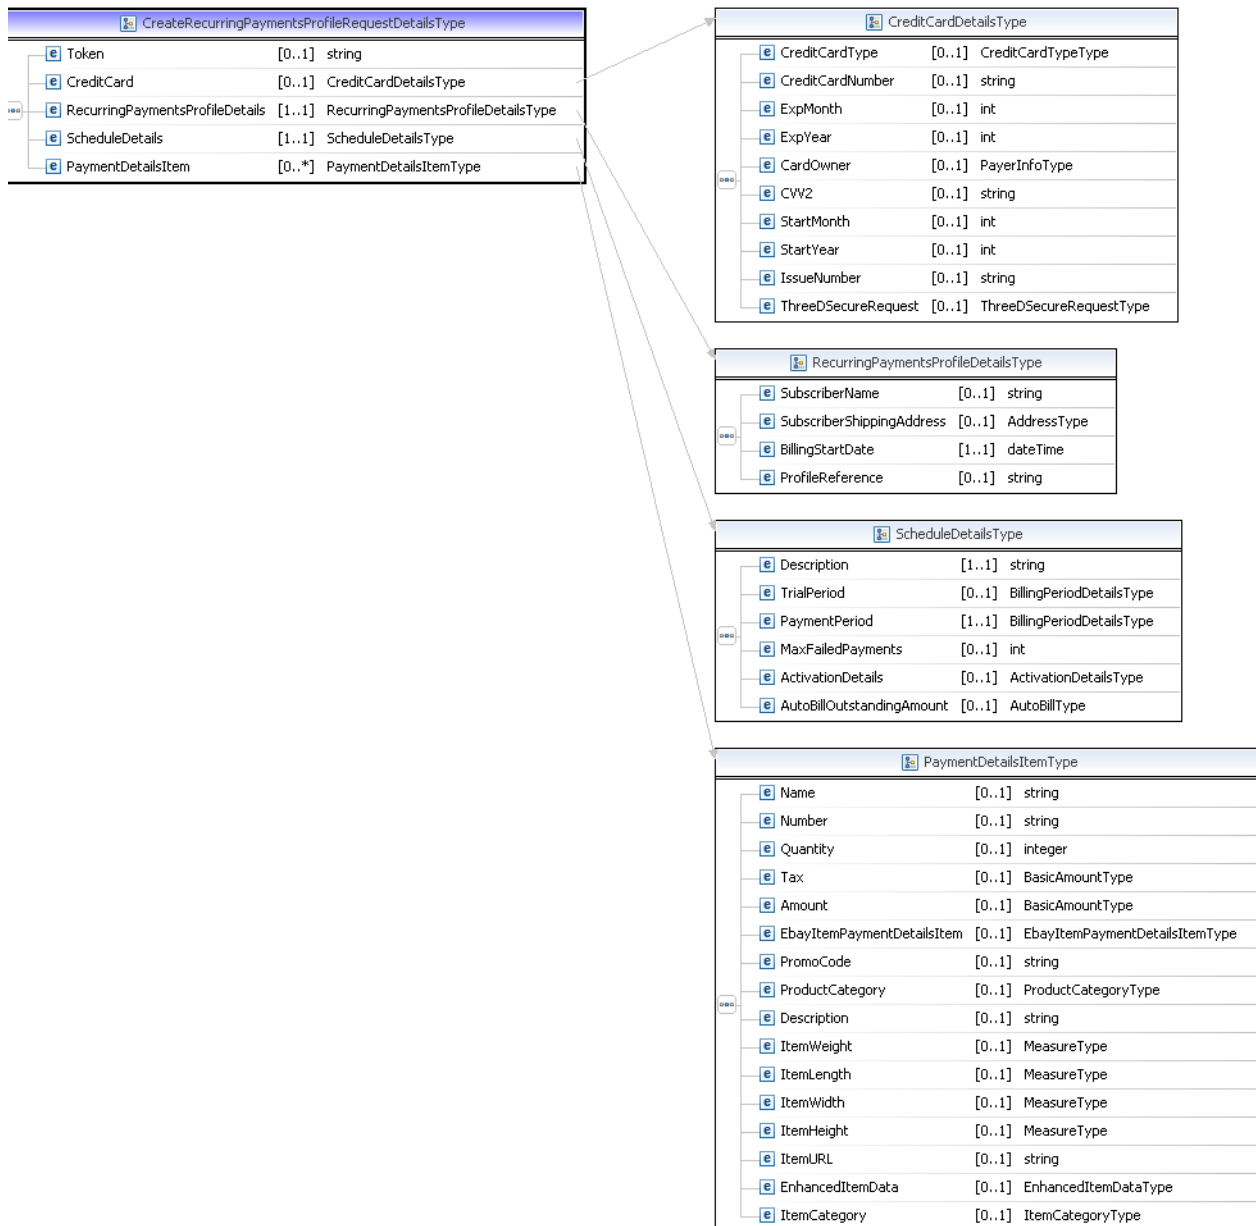 CreateRecurringPaymentsProfileRequestDetailsType
e Token [0..1] string
e CreditCard [0..1] CreditCardDetailsType
e RecurringPaymentsProfileDetails [1..1] RecurringPaymentsProfileDetailsType
e ScheduleDetails [1..1] ScheduleDetailsType
e PaymentDetailsItem [0..*] PaymentDetailsItemType
CreditCardDetailsType
e CreditCardType [0..1] CreditCardTypeType
e CreditCardNumber [0..1] string
e ExpMonth [0..1] int
e ExpYear [0..1] int
e CardOwner [0..1] PayerInfoType
e CVV2 [0..1] string
e StartMonth [0..1] int
e StartYear [0..1] int
e IssueNumber [0..1] string
e ThreeDSecureRequest [0..1] ThreeDSecureRequestType
RecurringPaymentsProfileDetailsType
e SubscriberName [0..1] string
e SubscriberShippingAddress [0..1] AddressType
e BillingStartDate [1..1] dateTime
e ProfileReference [0..1] string
ScheduleDetailsType
e Description [1..1] string
e TrialPeriod [0..1] BillingPeriodDetailsType
e PaymentPeriod [1..1] BillingPeriodDetailsType
e MaxFailedPayments [0..1] int
e ActivationDetails [0..1] ActivationDetailsType
e AutoBillOutstandingAmount [0..1] AutoBillType
PaymentDetailsItemType
e Name [0..1] string
e Number [0..1] string
e Quantity [0..1] integer
e Tax [0..1] BasicAmountType
e Amount [0..1] BasicAmountType
e EbayItemPaymentDetailsItem [0..1] EbayItemPaymentDetailsItemType
e PromoCode [0..1] string
e ProductCategory [0..1] ProductCategoryType
e Description [0..1] string
e ItemWeight [0..1] MeasureType
e ItemLength [0..1] MeasureType
e ItemWidth [0..1] MeasureType
e ItemHeight [0..1] MeasureType
e ItemURL [0..1] string
e EnhancedItemData [0..1] EnhancedItemDataType
e ItemCategory [0..1] ItemCategoryType